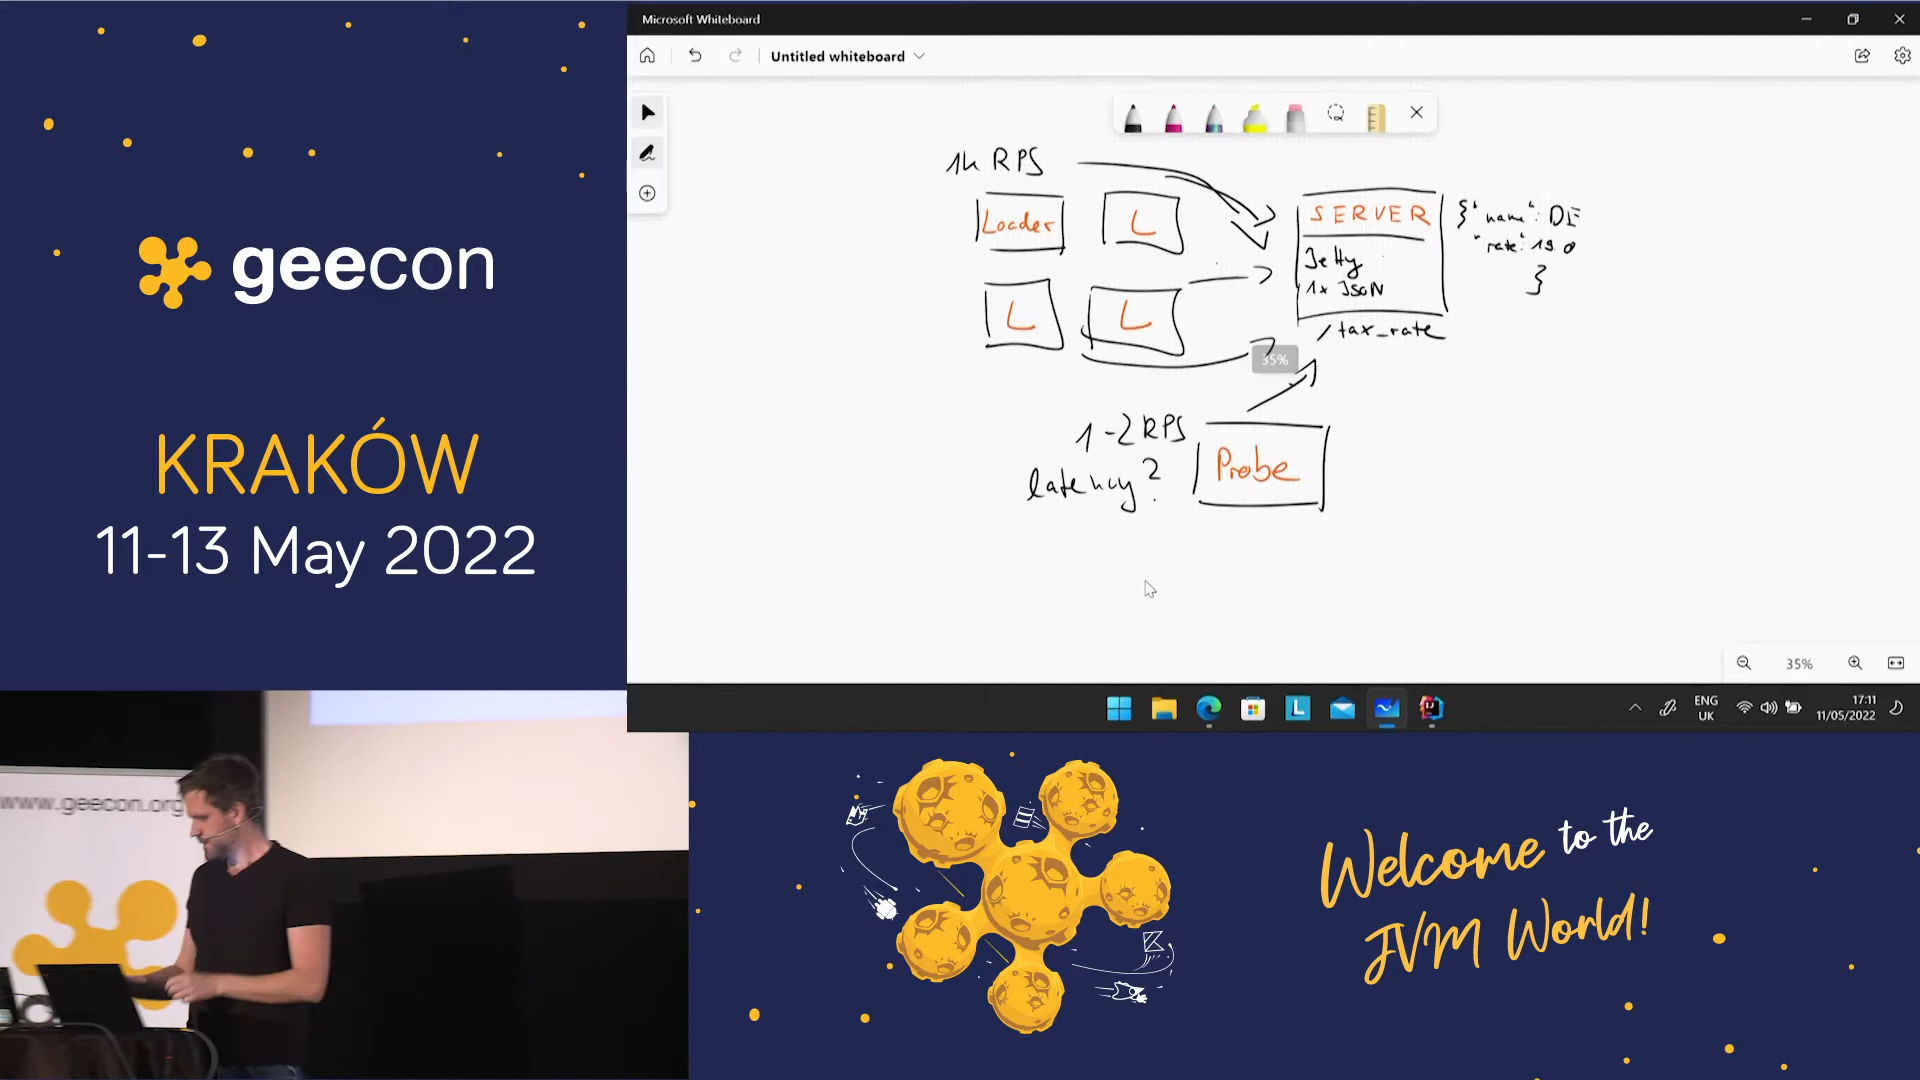 geecon
KRAKÓW
11-13 May 2022
Microsoft Whiteboard
Untitled whiteboard
1k RPS
Loader
L
L
L
SERVER
Jetty
1x JSON
/tax_rate
{"name": DE
"rate": 19.0
}
35%
1-2 RPS
latency?
Probe
35%
ENG
UK
17:11
11/05/2022
www.geecon.org
Welcome to the
JVM World!